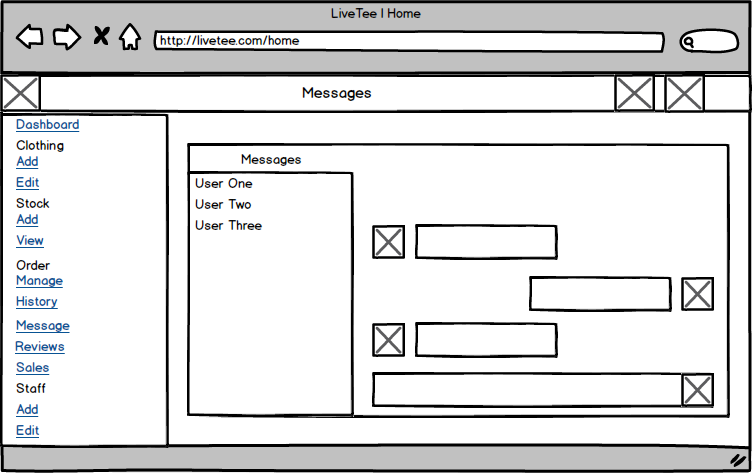 LiveTee | Home
http://livetee.com/home
Messages
Dashboard
Clothing
Add
Edit
Stock
Add
View
Order
Manage
History
Message
Reviews
Sales
Staff
Add
Edit
Messages
User One
User Two
User Three